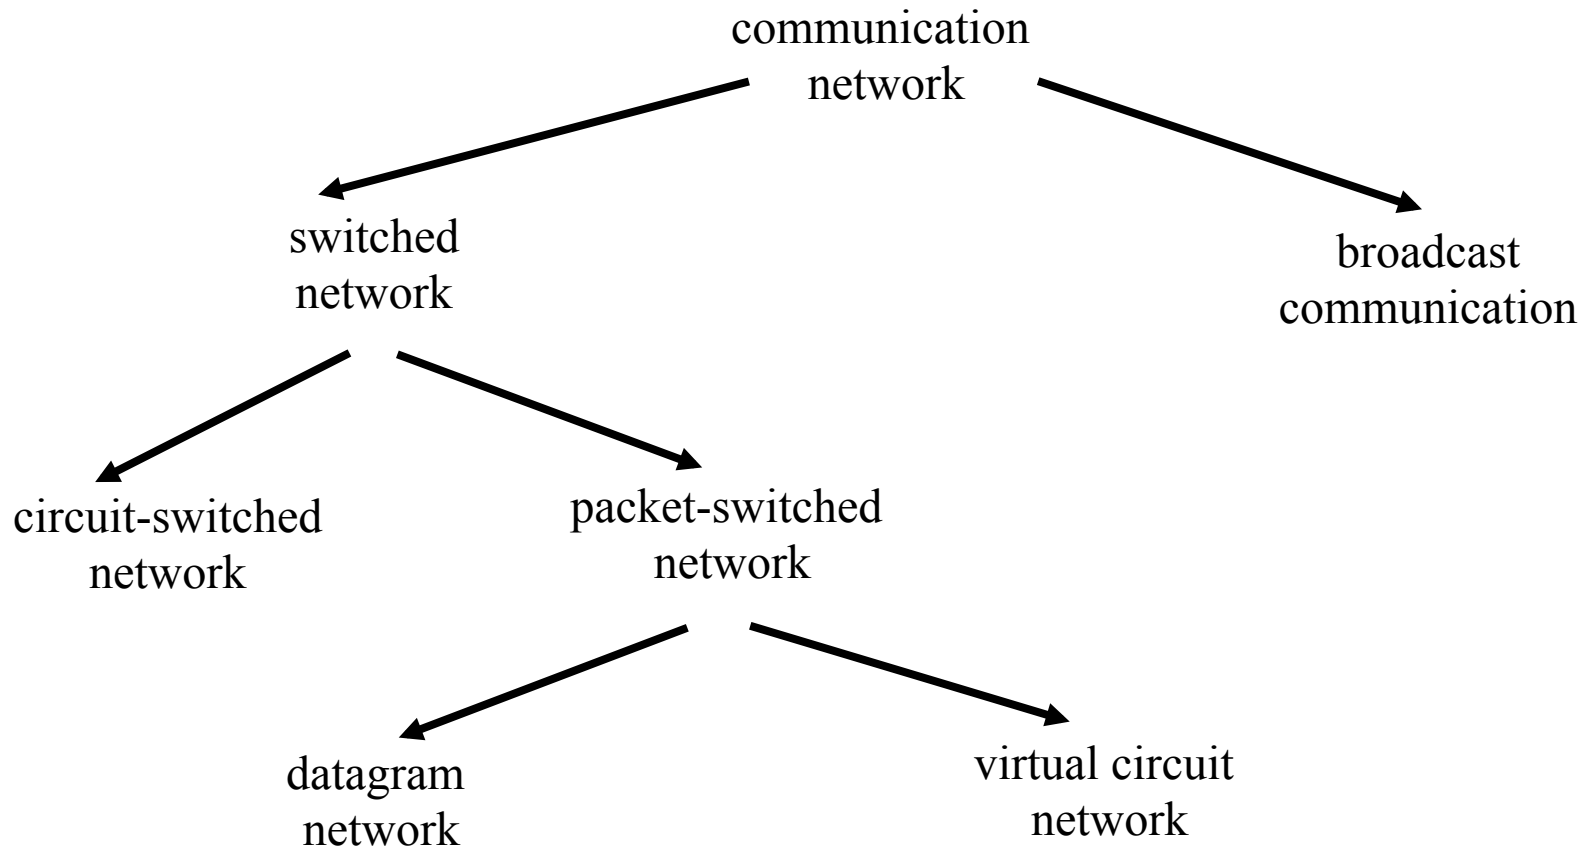 communication
network
switched
network
broadcast
communication
circuit-switched
network
packet-switched
network
datagram
network
virtual circuit
network